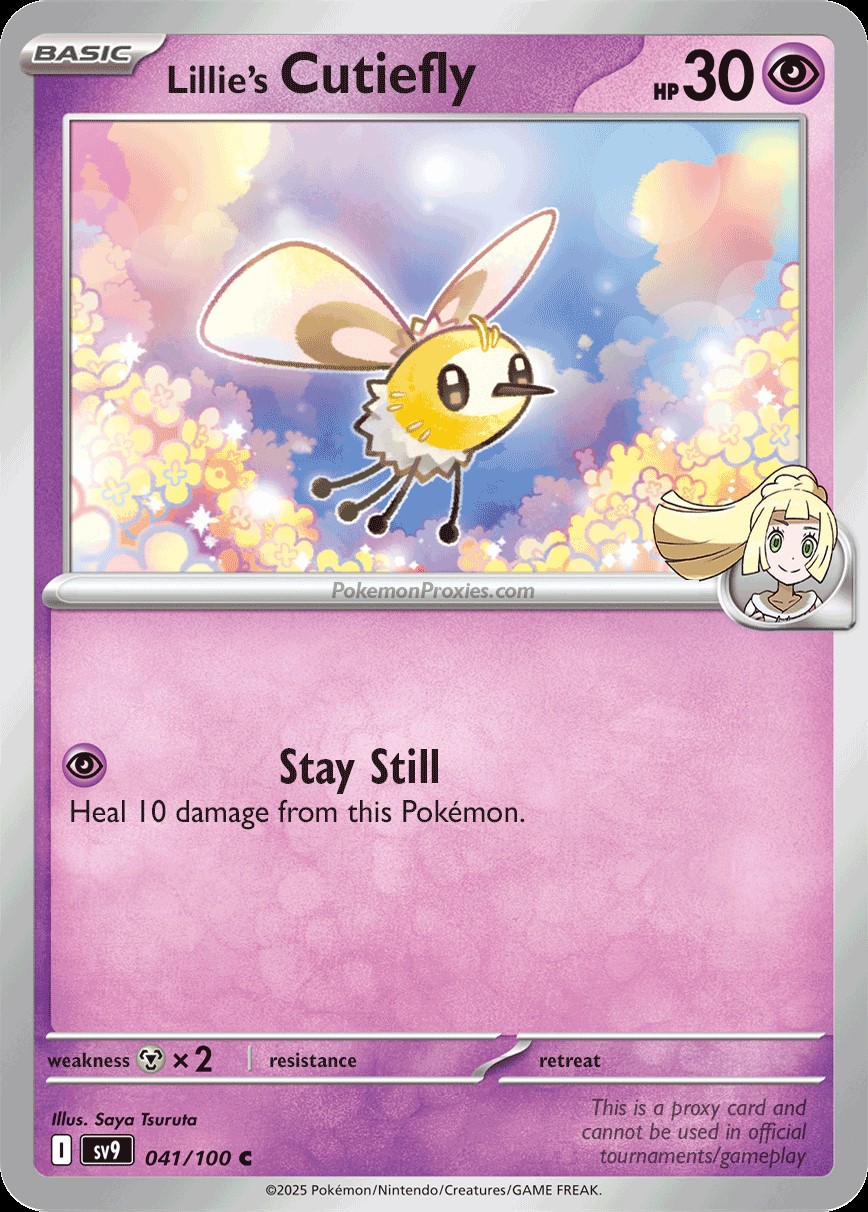 BASIC
Lillie's Cutiefly
HP 30
PokemonProxies.com
Stay Still
Heal 10 damage from this Pokémon.
weakness ×2 resistance retreat
Illus. Saya Tsuruta
I sv9 041/100 C
This is a proxy card and
cannot be used in official
tournaments/gameplay
©2025 Pokémon/Nintendo/Creatures/GAME FREAK.